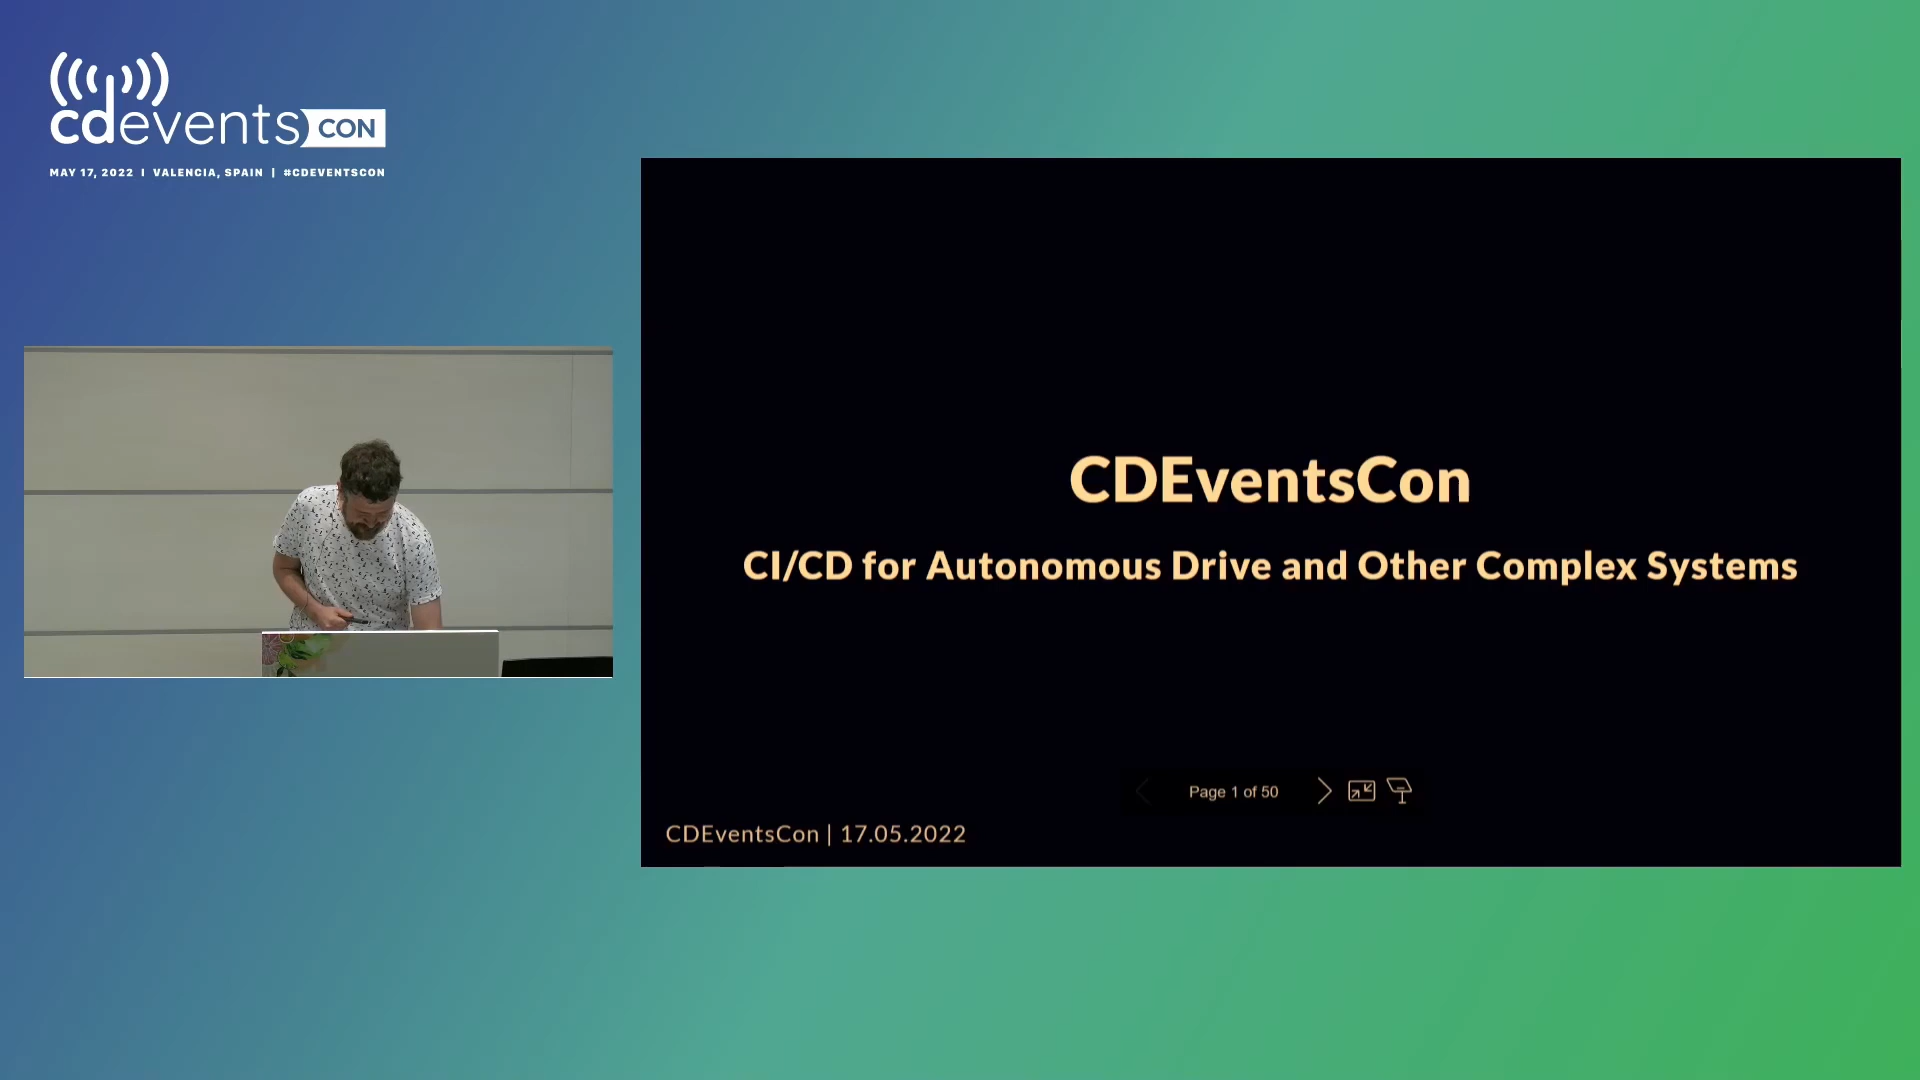 cdevents CON
MAY 17, 2022 | VALENCIA, SPAIN | #CDEVENTSCON
CDEventsCon
CI/CD for Autonomous Drive and Other Complex Systems
Page 1 of 50
CDEventsCon | 17.05.2022